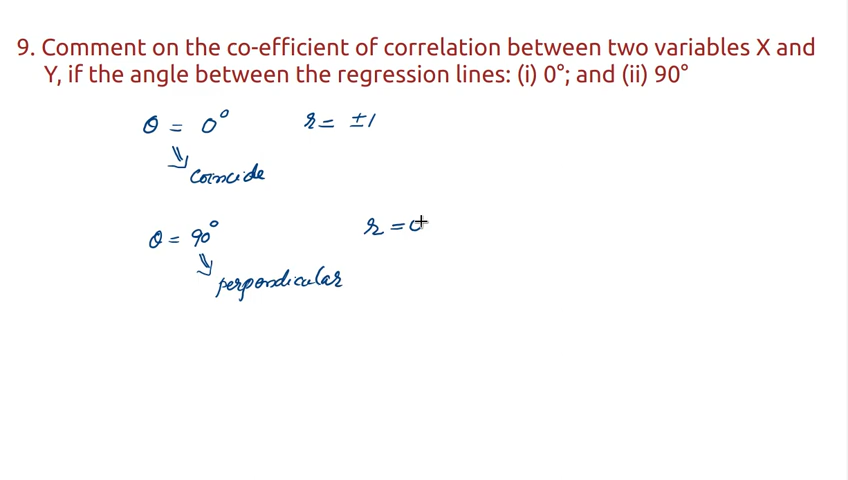 9. Comment on the co-efficient of correlation between two variables X and
Y, if the angle between the regression lines: (i) 0°; and (ii) 90°
θ = 0° r = ±1
coincide
θ = 90° r = 0
perpendicular